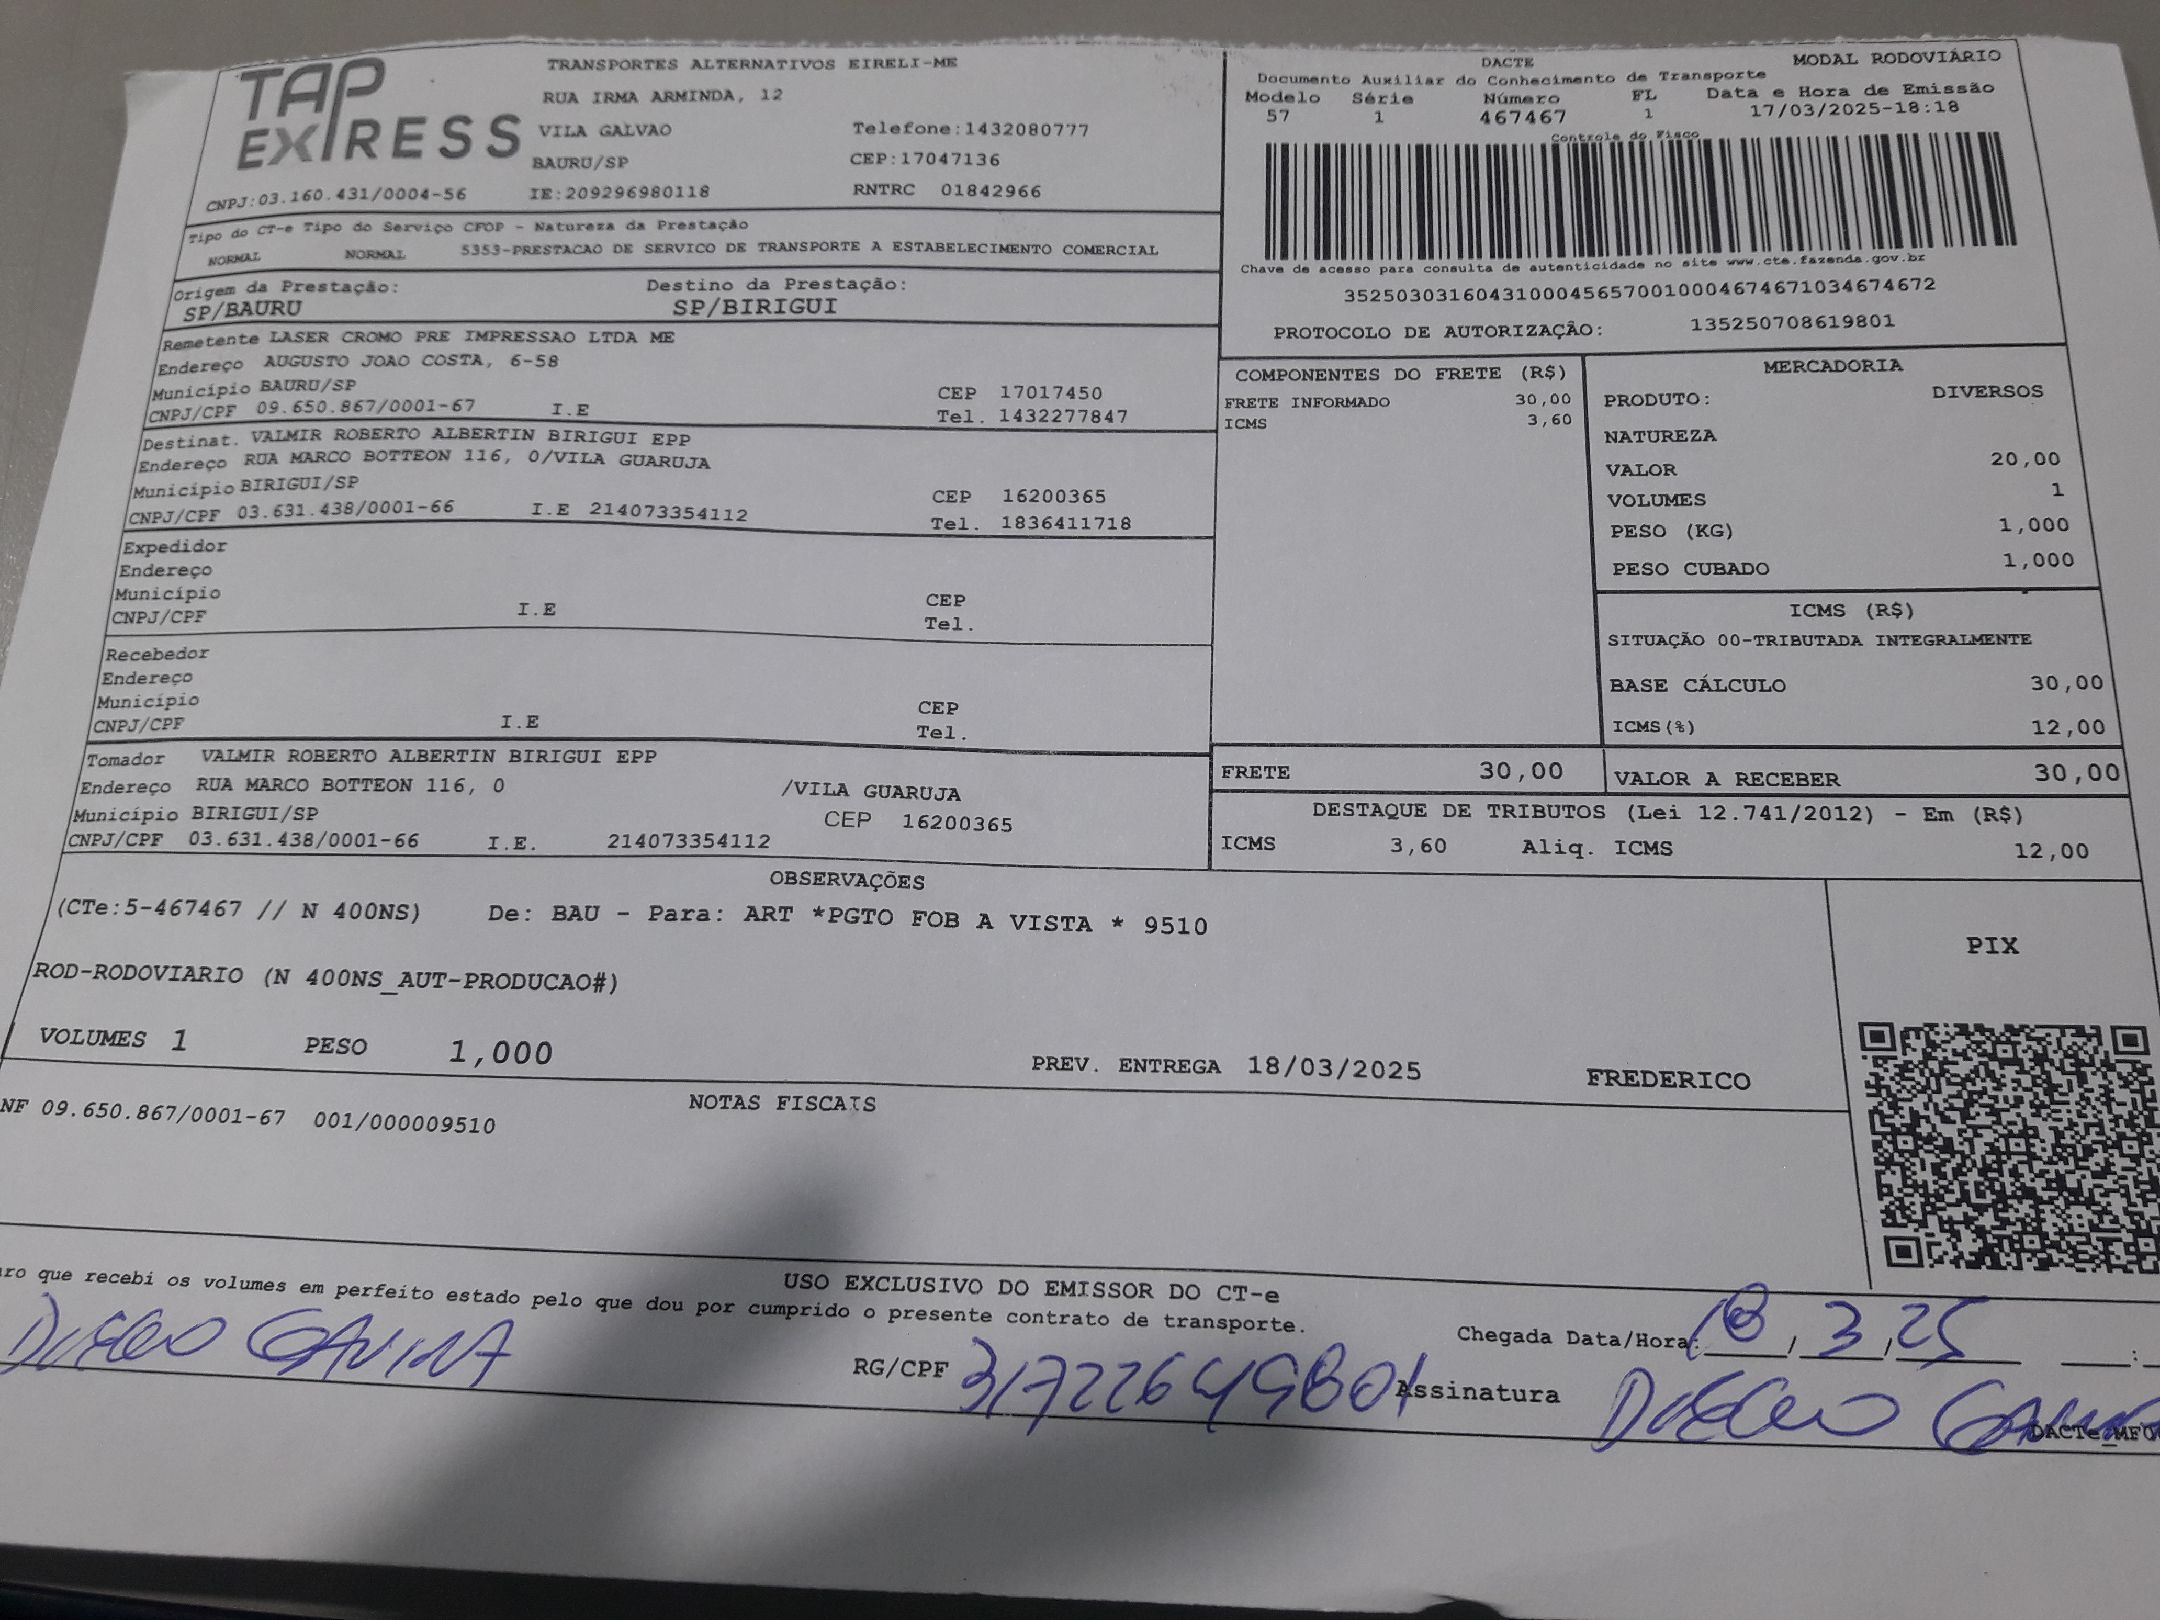 TAP EXPRESS
TRANSPORTES ALTERNATIVOS EIRELI-ME
RUA IRMA ARMINDA, 12
VILA GALVAO Telefone:1432080777
BAURU/SP CEP:17047136
CNPJ:03.160.431/0004-56 IE:209296980118 RNTRC 01842966
Tipo do CT-e Tipo do Serviço CFOP - Natureza da Prestação
NORMAL NORMAL 5353-PRESTACAO DE SERVICO DE TRANSPORTE A ESTABELECIMENTO COMERCIAL
Origem da Prestação: Destino da Prestação:
SP/BAURU SP/BIRIGUI
Remetente LASER CROMO PRE IMPRESSAO LTDA ME
Endereço AUGUSTO JOAO COSTA, 6-58
Município BAURU/SP CEP 17017450
CNPJ/CPF 09.650.867/0001-67 I.E Tel. 1432277847
Destinat. VALMIR ROBERTO ALBERTIN BIRIGUI EPP
Endereço RUA MARCO BOTTEON 116, 0/VILA GUARUJA
Município BIRIGUI/SP CEP 16200365
CNPJ/CPF 03.631.438/0001-66 I.E 214073354112 Tel. 1836411718
Expedidor
Endereço
Município CEP
CNPJ/CPF I.E Tel.
Recebedor
Endereço
Município CEP
CNPJ/CPF I.E Tel.
Tomador VALMIR ROBERTO ALBERTIN BIRIGUI EPP
Endereço RUA MARCO BOTTEON 116, 0 /VILA GUARUJA
Município BIRIGUI/SP CEP 16200365
CNPJ/CPF 03.631.438/0001-66 I.E. 214073354112
DACTE MODAL RODOVIÁRIO
Documento Auxiliar do Conhecimento de Transporte
Modelo Série Número FL Data e Hora de Emissão
57 1 467467 1 17/03/2025-18:18
Controle do Fisco
Chave de acesso para consulta de autenticidade no site www.cte.fazenda.gov.br
35250303160431000456570010004674671034674672
PROTOCOLO DE AUTORIZAÇÃO: 135250708619801
COMPONENTES DO FRETE (R$)
FRETE INFORMADO 30,00
ICMS 3,60
MERCADORIA
PRODUTO: DIVERSOS
NATUREZA
VALOR 20,00
VOLUMES 1
PESO (KG) 1,000
PESO CUBADO 1,000
ICMS (R$)
SITUAÇÃO 00-TRIBUTADA INTEGRALMENTE
BASE CÁLCULO 30,00
ICMS(%) 12,00
FRETE 30,00 VALOR A RECEBER 30,00
DESTAQUE DE TRIBUTOS (Lei 12.741/2012) - Em (R$)
ICMS 3,60 Aliq. ICMS 12,00
OBSERVAÇÕES
(CTe:5-467467 // N 400NS) De: BAU - Para: ART *PGTO FOB A VISTA * 9510
ROD-RODOVIARIO (N 400NS_AUT-PRODUCAO#)
PIX
VOLUMES 1 PESO 1,000 PREV. ENTREGA 18/03/2025 FREDERICO
NOTAS FISCAIS
NF 09.650.867/0001-67 001/000009510
USO EXCLUSIVO DO EMISSOR DO CT-e
aro que recebi os volumes em perfeito estado pelo que dou por cumprido o presente contrato de transporte.
Chegada Data/Hora: 18/3/25 :
DIEGO GAVIRA RG/CPF 31722649801 Assinatura DIEGO
DACTe_MF0